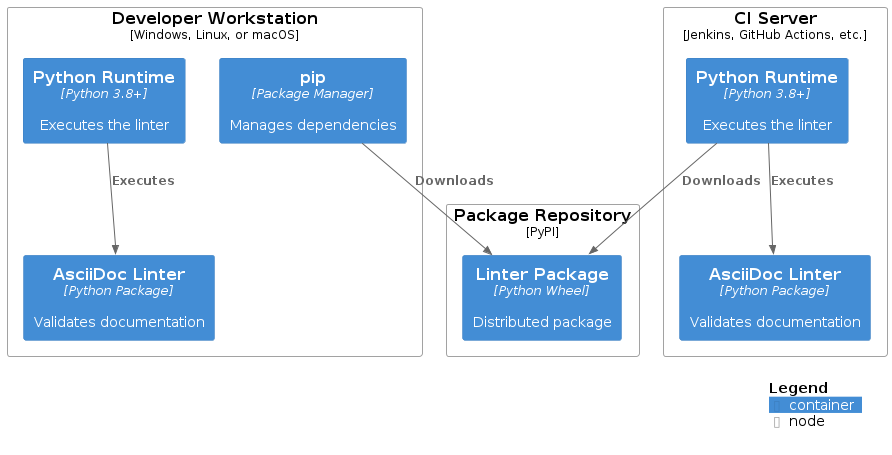 Developer Workstation
[Windows, Linux, or macOS]
Python Runtime
[Python 3.8+]
Executes the linter
pip
[Package Manager]
Manages dependencies
Executes
Downloads
AsciiDoc Linter
[Python Package]
Validates documentation
Package Repository
[PyPI]
Linter Package
[Python Wheel]
Distributed package
CI Server
[Jenkins, GitHub Actions, etc.]
Python Runtime
[Python 3.8+]
Executes the linter
Downloads
Executes
AsciiDoc Linter
[Python Package]
Validates documentation
Legend
container
node